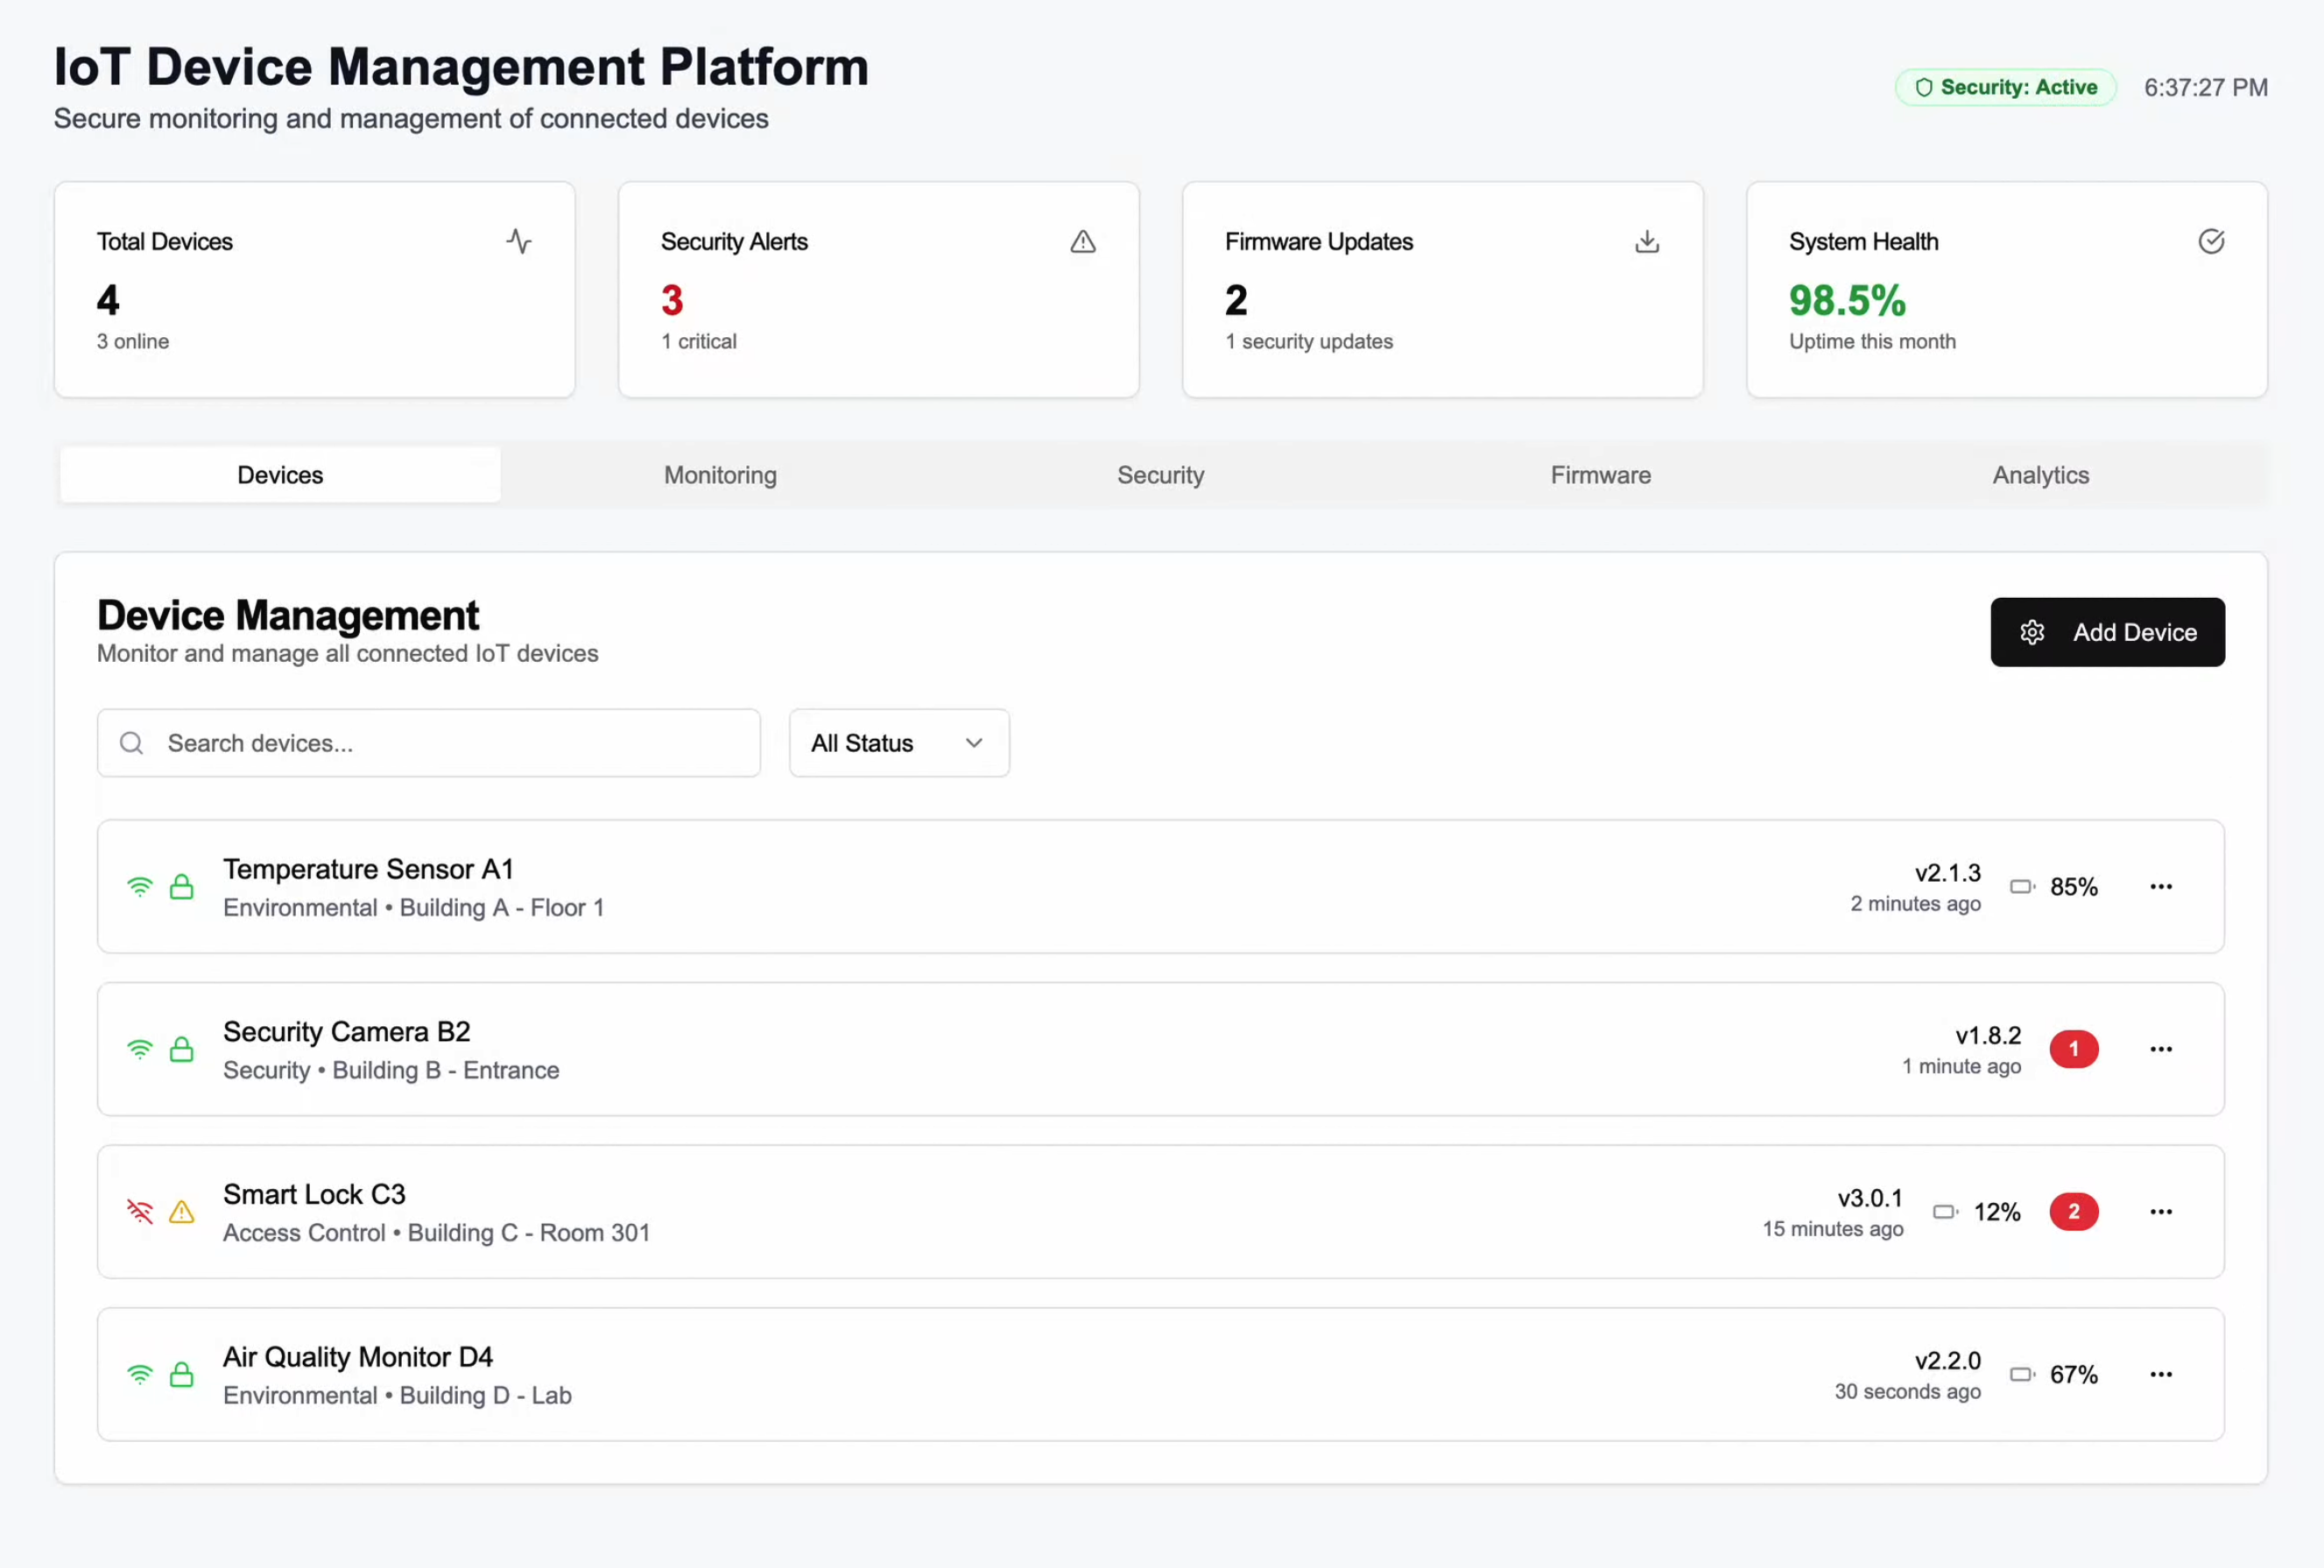 IoT Device Management Platform
Secure monitoring and management of connected devices
Security: Active
6:37:27 PM
Total Devices
4
3 online
Security Alerts
3
1 critical
Firmware Updates
2
1 security updates
System Health
98.5%
Uptime this month
Devices
Monitoring
Security
Firmware
Analytics
Device Management
Monitor and manage all connected IoT devices
Add Device
Search devices...
All Status
Temperature Sensor A1
Environmental • Building A - Floor 1
v2.1.3
2 minutes ago
85%
Security Camera B2
Security • Building B - Entrance
v1.8.2
1 minute ago
1
Smart Lock C3
Access Control • Building C - Room 301
v3.0.1
15 minutes ago
12%
2
Air Quality Monitor D4
Environmental • Building D - Lab
v2.2.0
30 seconds ago
67%